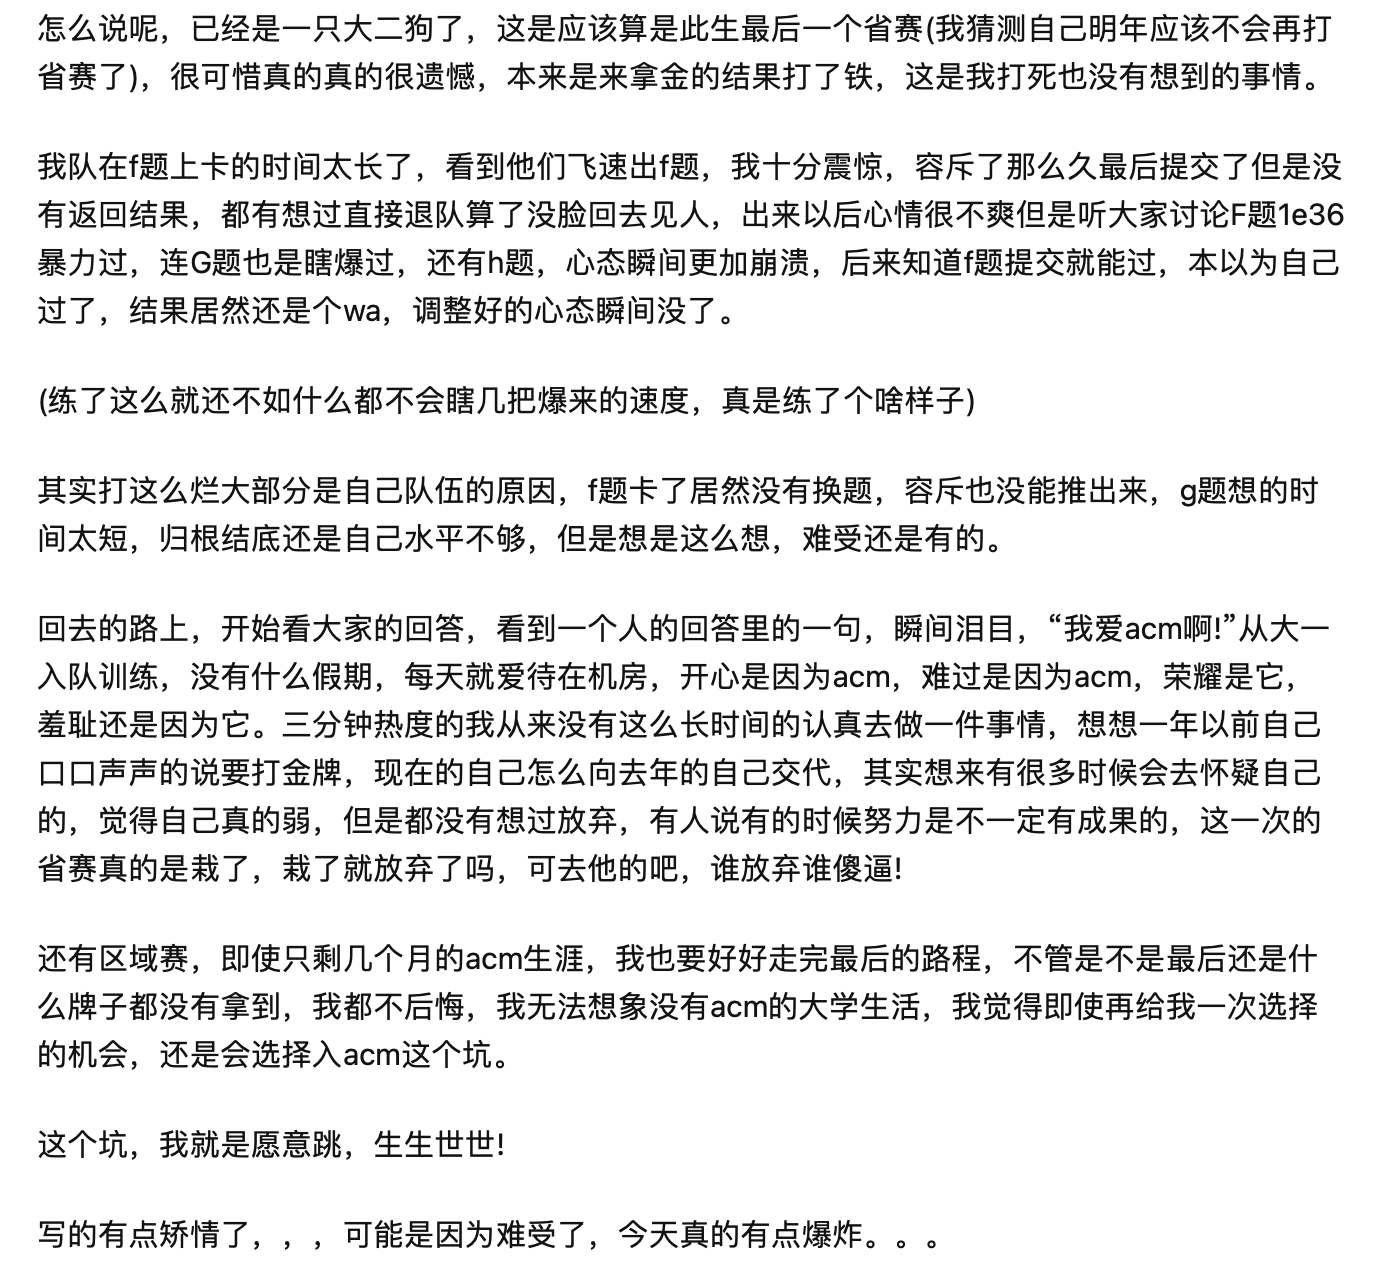 怎么说呢，已经是一只大二狗了，这是应该算是此生最后一个省赛(我猜测自己明年应该不会再打
省赛了)，很可惜真的真的很遗憾，本来是来拿金的结果打了铁，这是我打死也没有想到的事情。
我队在f题上卡的时间太长了，看到他们飞速出f题，我十分震惊，容斥了那么久最后提交了但是没
有返回结果，都有想过直接退队算了没脸回去见人，出来以后心情很不爽但是听大家讨论F题1e36
暴力过，连G题也是瞎爆过，还有h题，心态瞬间更加崩溃，后来知道f题提交就能过，本以为自己
过了，结果居然还是个wa，调整好的心态瞬间没了。
(练了这么就还不如什么都不会瞎几把爆来的速度，真是练了个啥样子)
其实打这么烂大部分是自己队伍的原因，f题卡了居然没有换题，容斥也没能推出来，g题想的时
间太短，归根结底还是自己水平不够，但是想是这么想，难受还是有的。
回去的路上，开始看大家的回答，看到一个人的回答里的一句，瞬间泪目，“我爱acm啊!”从大一
入队训练，没有什么假期，每天就爱待在机房，开心是因为acm，难过是因为acm，荣耀是它，
羞耻还是因为它。三分钟热度的我从来没有这么长时间的认真去做一件事情，想想一年以前自己
口口声声的说要打金牌，现在的自己怎么向去年的自己交代，其实想来有很多时候会去怀疑自己
的，觉得自己真的弱，但是都没有想过放弃，有人说有的时候努力是不一定有成果的，这一次的
省赛真的是栽了，栽了就放弃了吗，可去他的吧，谁放弃谁傻逼!
还有区域赛，即使只剩几个月的acm生涯，我也要好好走完最后的路程，不管是不是最后还是什
么牌子都没有拿到，我都不后悔，我无法想象没有acm的大学生活，我觉得即使再给我一次选择
的机会，还是会选择入acm这个坑。
这个坑，我就是愿意跳，生生世世!
写的有点矫情了，，，可能是因为难受了，今天真的有点爆炸。。。